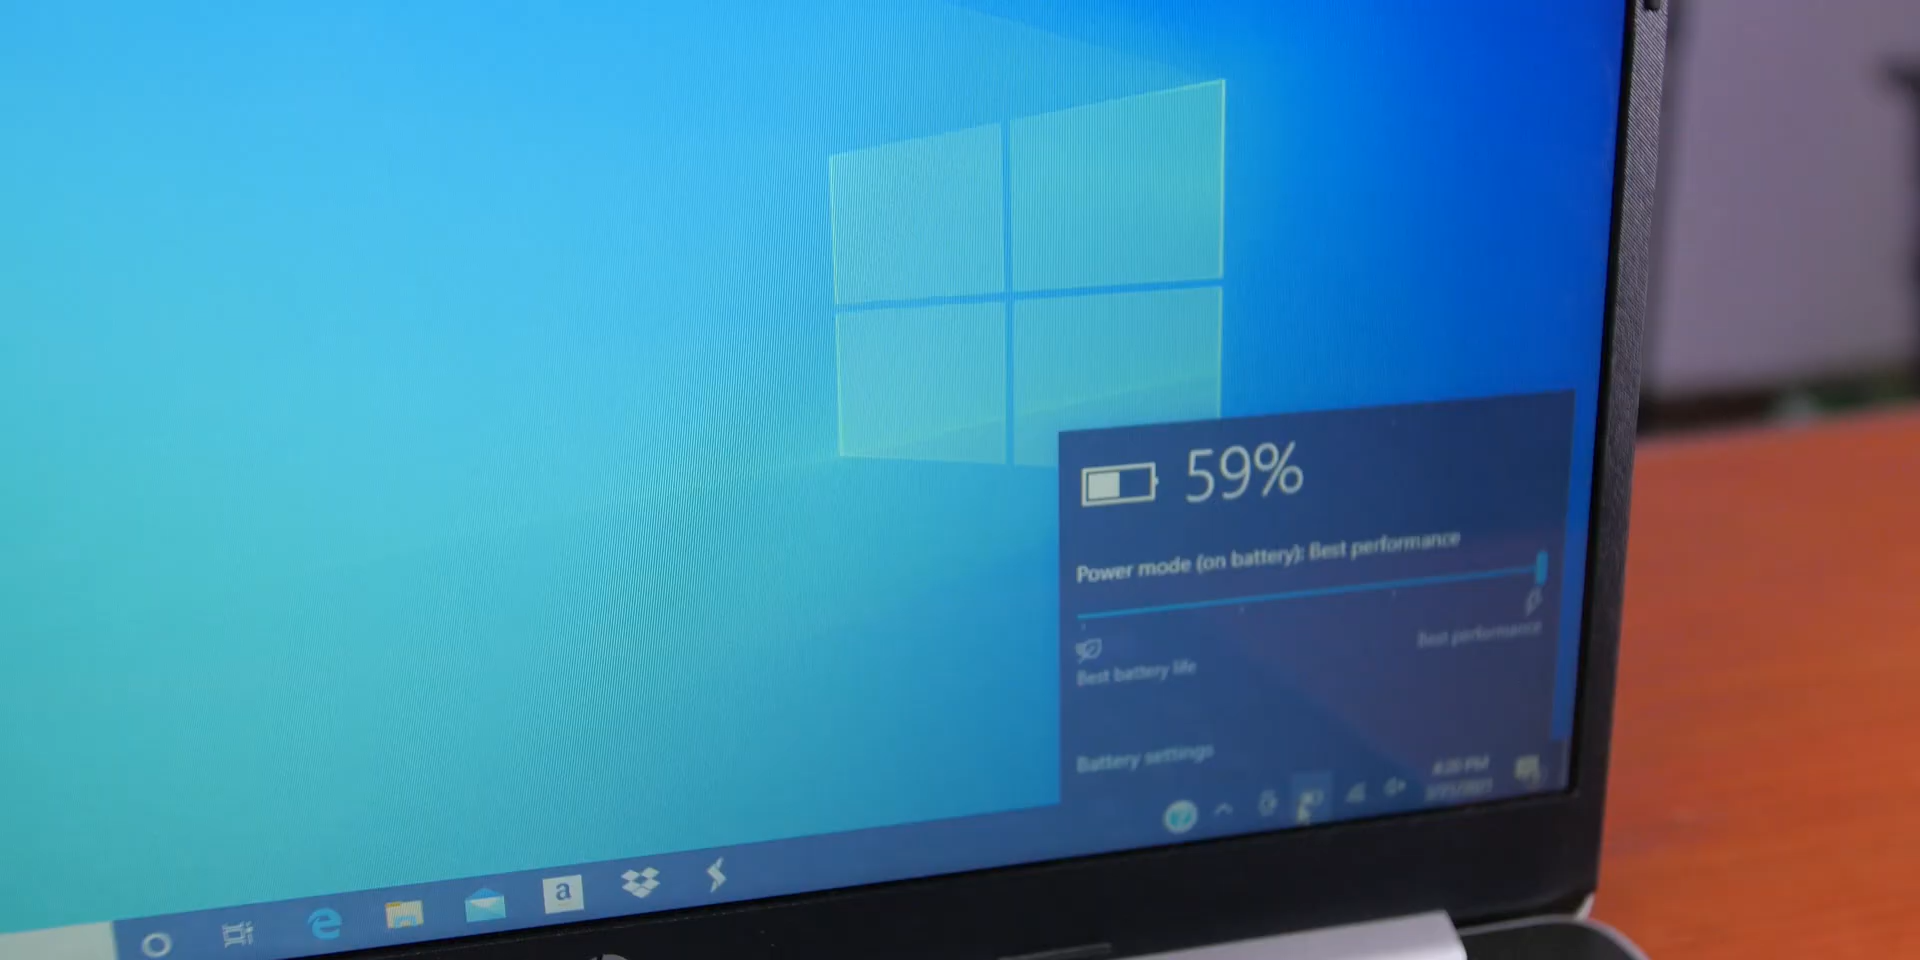 59%
Power mode (on battery): Best performance
Best performance
Best battery life
Battery settings
a